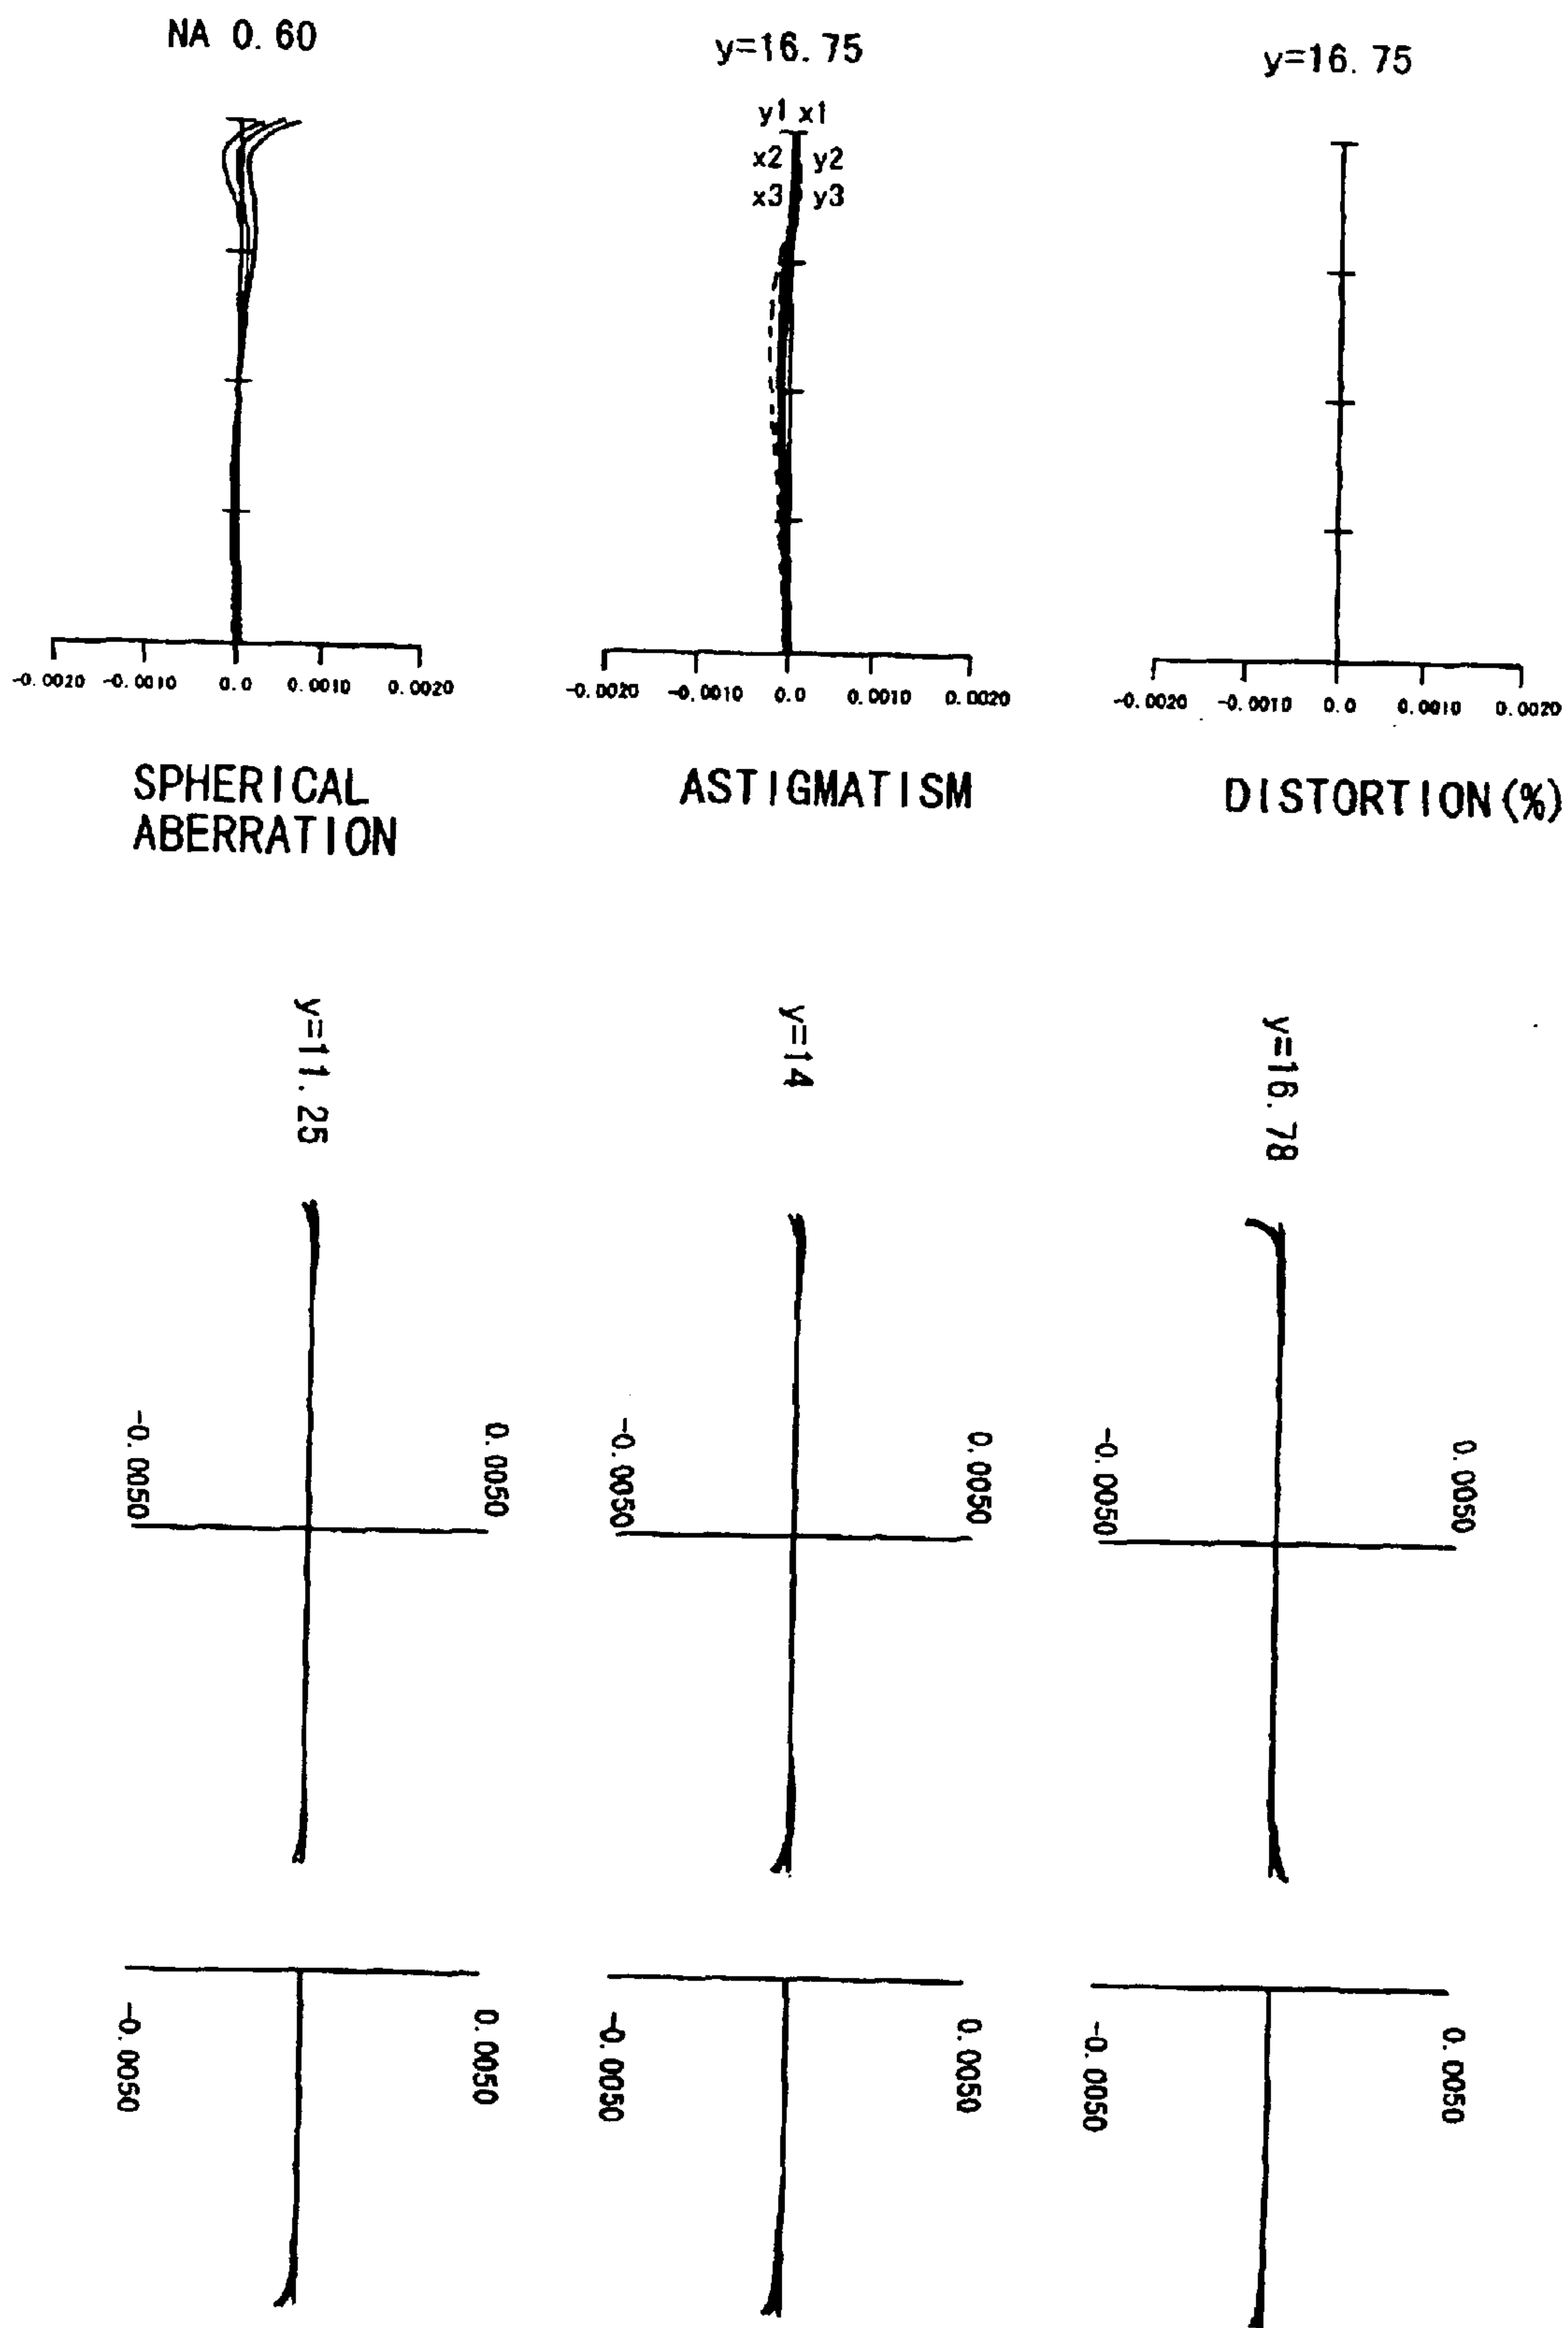 NA 0.60
y=16.75
y=16.75
y1 x1
x2 y2
x3 y3
-0.0020 -0.0010 0.0 0.0010 0.0020
-0.0020 -0.0010 0.0 0.0010 0.0020
-0.0020 -0.0010 0.0 0.0010 0.0020
SPHERICAL
ABERRATION
ASTIGMATISM
DISTORTION(%)
y=11.25
y=14
y=16.78
-0.0050
0.0050
-0.0050
0.0050
-0.0050
0.0050
-0.0050
0.0050
-0.0050
0.0050
-0.0050
0.0050